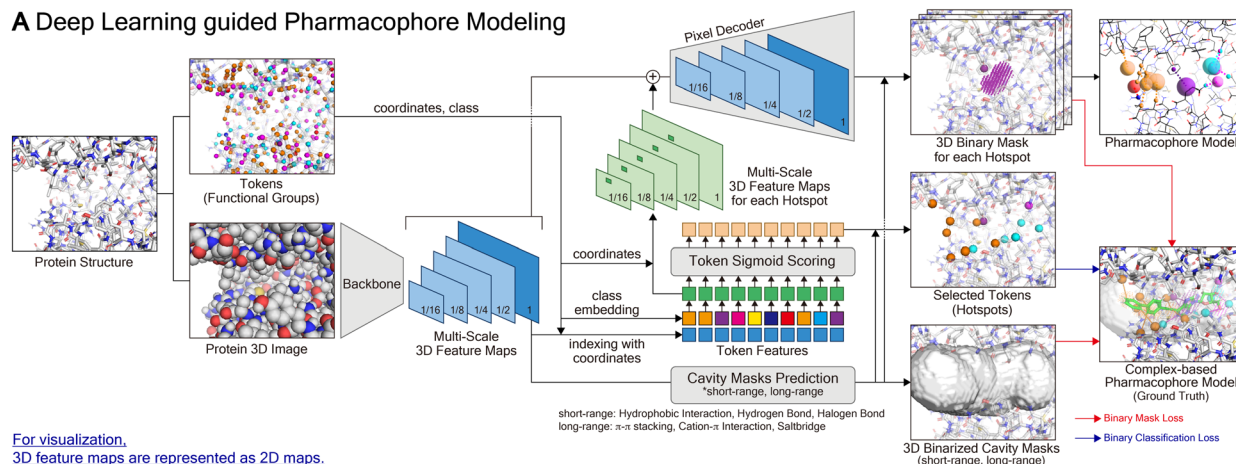 A Deep Learning guided Pharmacophore Modeling
Protein Structure
Tokens
(Functional Groups)
Protein 3D Image
coordinates, class
Backbone
1/16
1/8
1/4
1/2
1
Multi-Scale
3D Feature Maps
Pixel Decoder
1/16
1/8
1/4
1/2
1
1/16
1/8
1/4
1/2
1
Multi-Scale
3D Feature Maps
for each Hotspot
coordinates
Token Sigmoid Scoring
class
embedding
indexing with
coordinates
Token Features
Cavity Masks Prediction
*short-range, long-range
short-range: Hydrophobic Interaction, Hydrogen Bond, Halogen Bond
long-range: π-π stacking, Cation-π Interaction, Saltbridge
3D Binary Mask
for each Hotspot
Pharmacophore Model
Selected Tokens
(Hotspots)
3D Binarized Cavity Masks
(short-range, long-range)
Complex-based
Pharmacophore Model
(Ground Truth)
Binary Mask Loss
Binary Classification Loss
For visualization,
3D feature maps are represented as 2D maps.